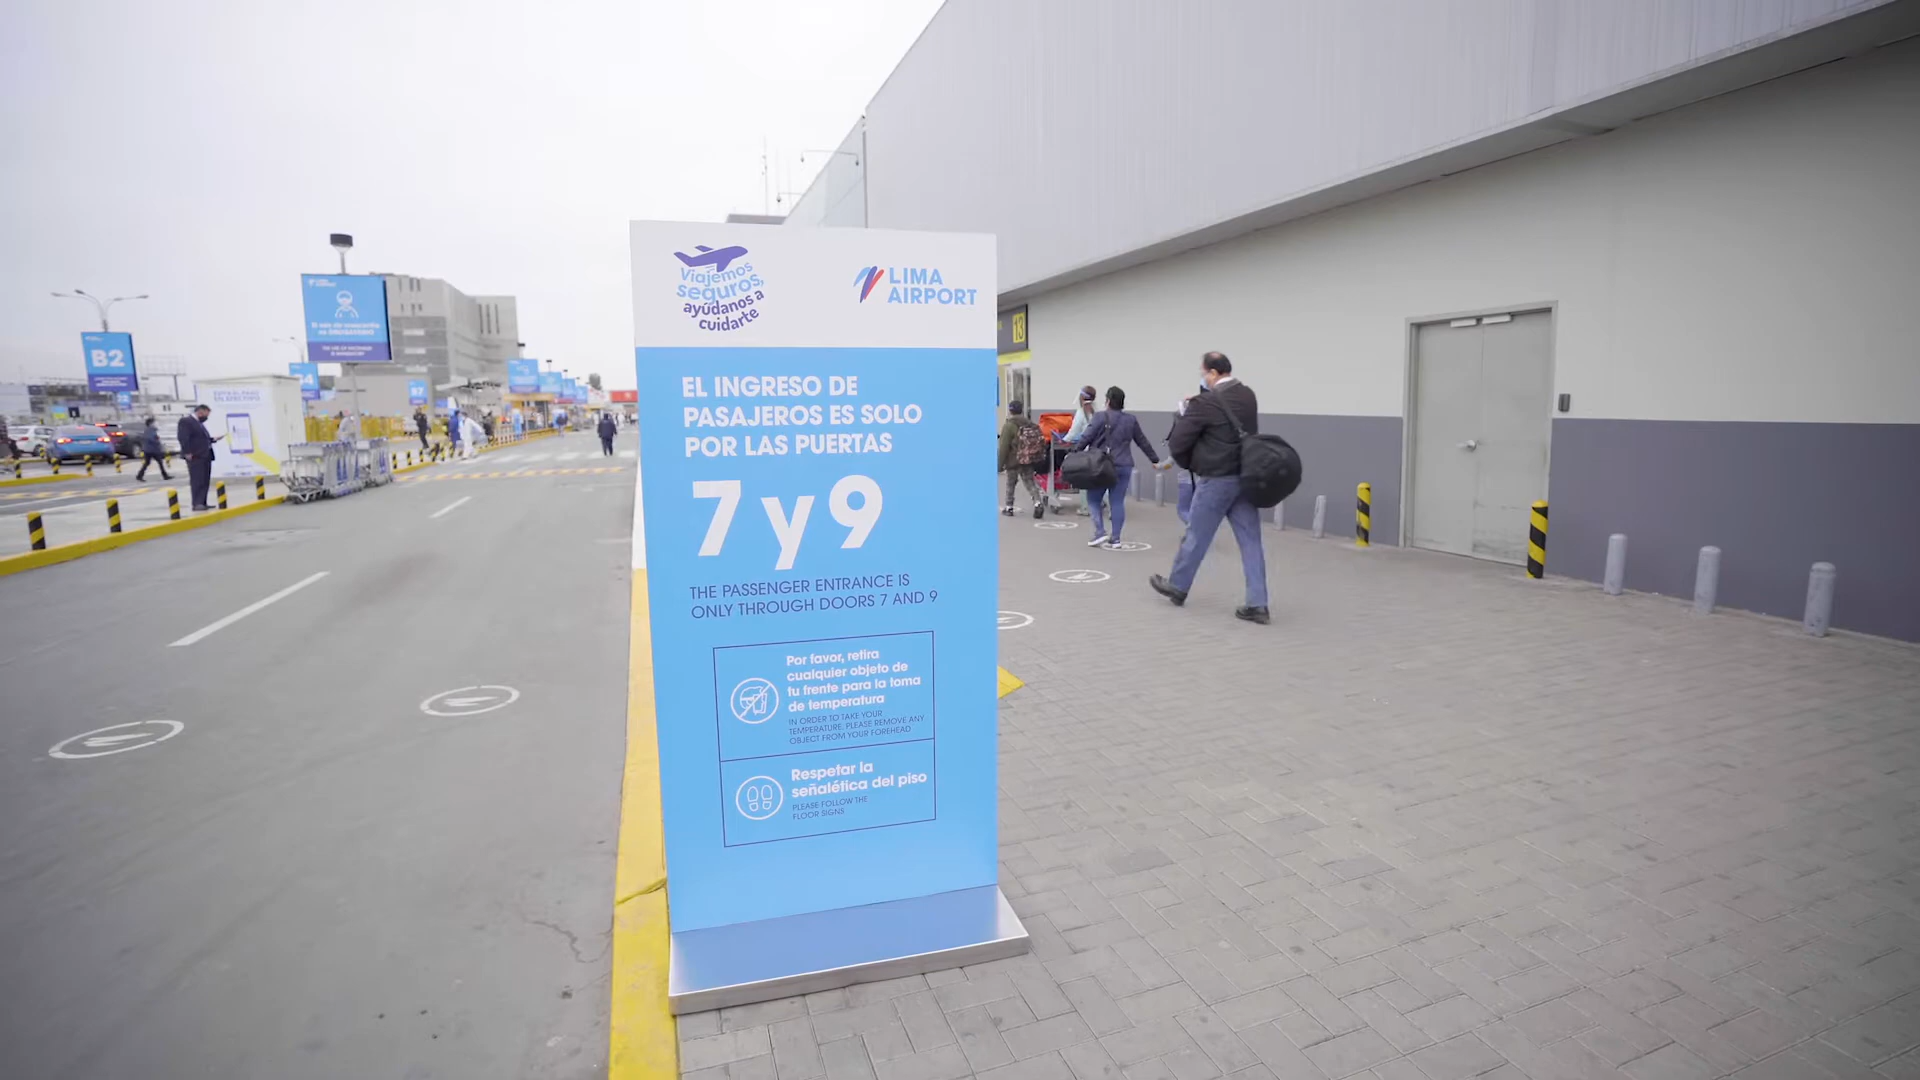 Viajemos
seguros,
ayúdanos a
cuidarte
LIMA
AIRPORT
EL INGRESO DE
PASAJEROS ES SOLO
POR LAS PUERTAS
7 y 9
THE PASSENGER ENTRANCE IS
ONLY THROUGH DOORS 7 AND 9
Por favor, retira
cualquier objeto de
tu frente para la toma
de temperatura
IN ORDER TO TAKE YOUR
TEMPERATURE, PLEASE REMOVE ANY
OBJECT FROM YOUR FOREHEAD
Respetar la
señalética del piso
PLEASE FOLLOW THE
FLOOR SIGNS
B2
13